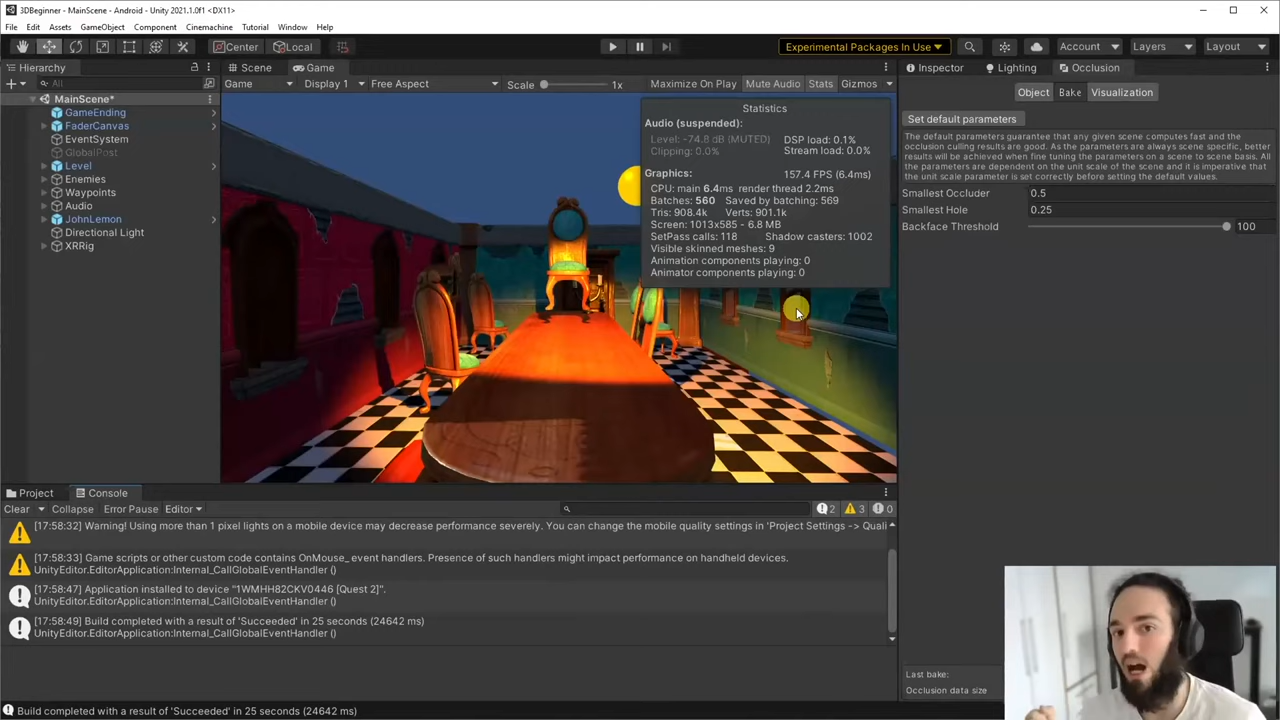 3DBeginner - MainScene - Android - Unity 2021.1.0f1 <DX11>
File Edit Assets GameObject Component Cinemachine Tutorial Window Help
Center Local Experimental Packages In Use Account Layers Layout
Hierarchy
All
MainScene*
GameEnding
FaderCanvas
EventSystem
GlobalPost
Level
Enemies
Waypoints
Audio
JohnLemon
Directional Light
XRRig
Scene Game
Game Display 1 Free Aspect Scale 1x Maximize On Play Mute Audio Stats Gizmos
Statistics
Audio (suspended):
Level: -74.8 dB (MUTED) DSP load: 0.1%
Clipping: 0.0% Stream load: 0.0%
Graphics: 157.4 FPS (6.4ms)
CPU: main 6.4ms render thread 2.2ms
Batches: 560 Saved by batching: 569
Tris: 908.4k Verts: 901.1k
Screen: 1013x585 - 6.8 MB
SetPass calls: 118 Shadow casters: 1002
Visible skinned meshes: 9
Animation components playing: 0
Animator components playing: 0
Inspector Lighting Occlusion
Object Bake Visualization
Set default parameters
The default parameters guarantee that any given scene computes fast and the
occlusion culling results are good. As the parameters are always scene specific, better
results will be achieved when fine tuning the parameters on a scene to scene basis. All
the parameters are dependent on the unit scale of the scene and it is imperative that
the unit scale parameter is set correctly before setting the default values.
Smallest Occluder 0.5
Smallest Hole 0.25
Backface Threshold 100
Last bake:
Occlusion data size
Project Console
Clear Collapse Error Pause Editor 2 3 0
[17:58:32] Warning! Using more than 1 pixel lights on a mobile device may decrease performance severely. You can change the mobile quality settings in 'Project Settings -> Quali
[17:58:33] Game scripts or other custom code contains OnMouse_event handlers. Presence of such handlers might impact performance on handheld devices.
UnityEditor.EditorApplication:Internal_CallGlobalEventHandler ()
[17:58:47] Application installed to device "1WMHH82CKV0446 [Quest 2]".
UnityEditor.EditorApplication:Internal_CallGlobalEventHandler ()
[17:58:49] Build completed with a result of 'Succeeded' in 25 seconds (24642 ms)
UnityEditor.EditorApplication:Internal_CallGlobalEventHandler ()
Build completed with a result of 'Succeeded' in 25 seconds (24642 ms)